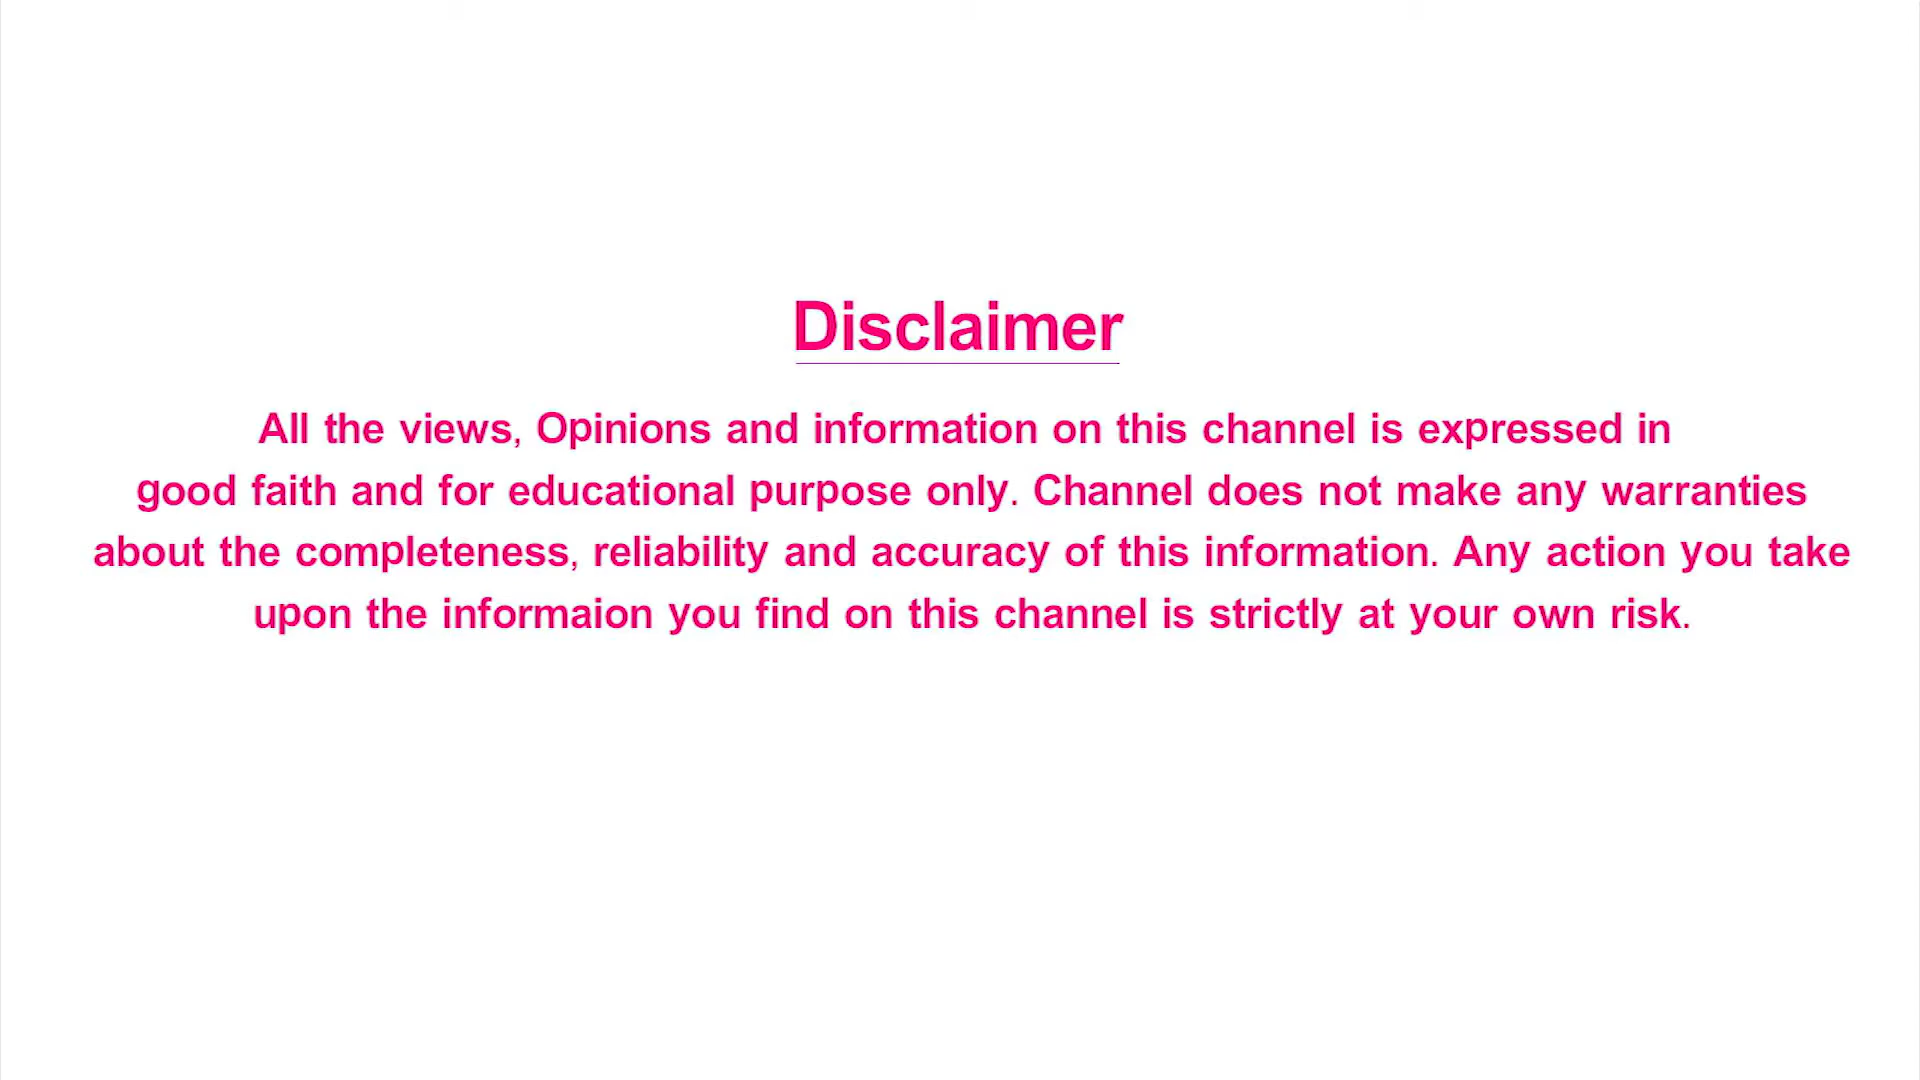 Disclaimer
All the views, Opinions and information on this channel is expressed in
good faith and for educational purpose only. Channel does not make any warranties
about the completeness, reliability and accuracy of this information. Any action you take
upon the informaion you find on this channel is strictly at your own risk.